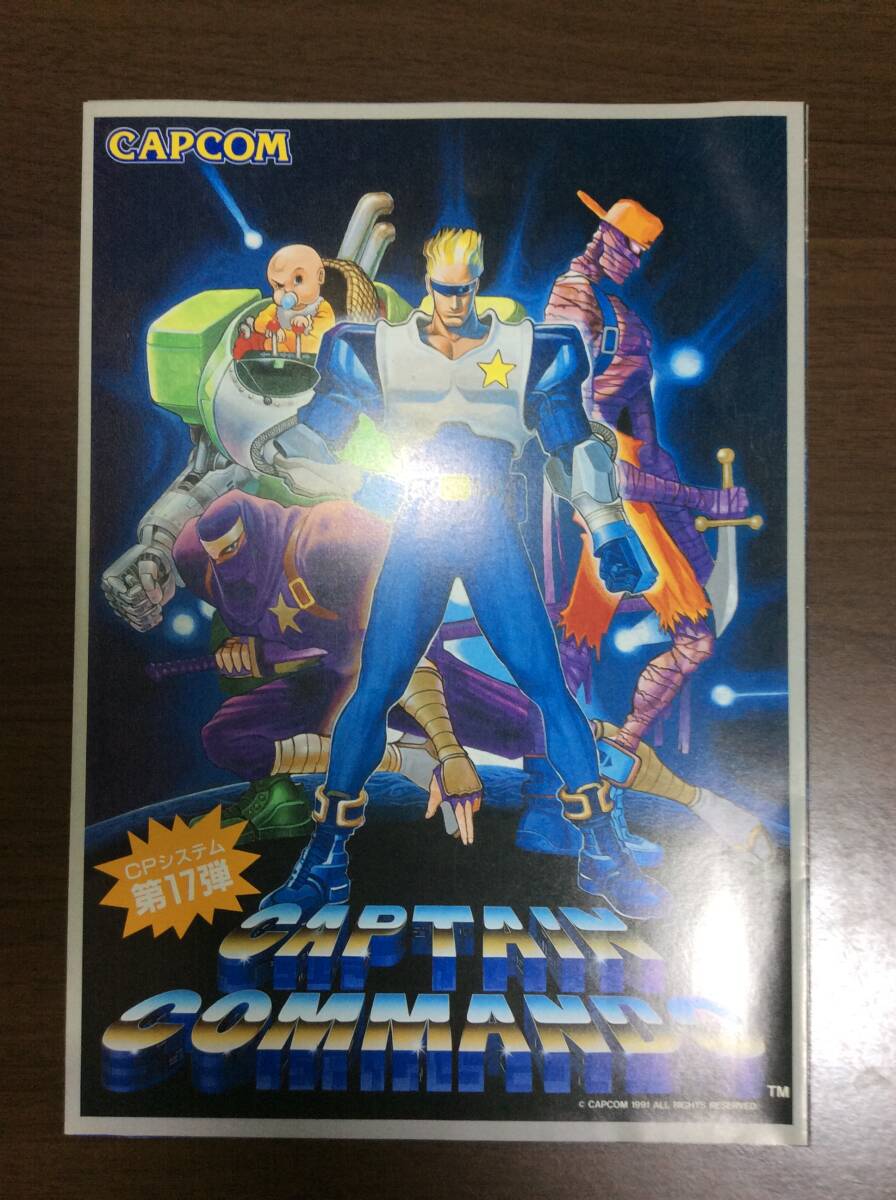 CAPCOM
CPシステム
第17弾
CAPTAIN
COMMANDO
TM
© CAPCOM 1991 ALL RIGHTS RESERVED